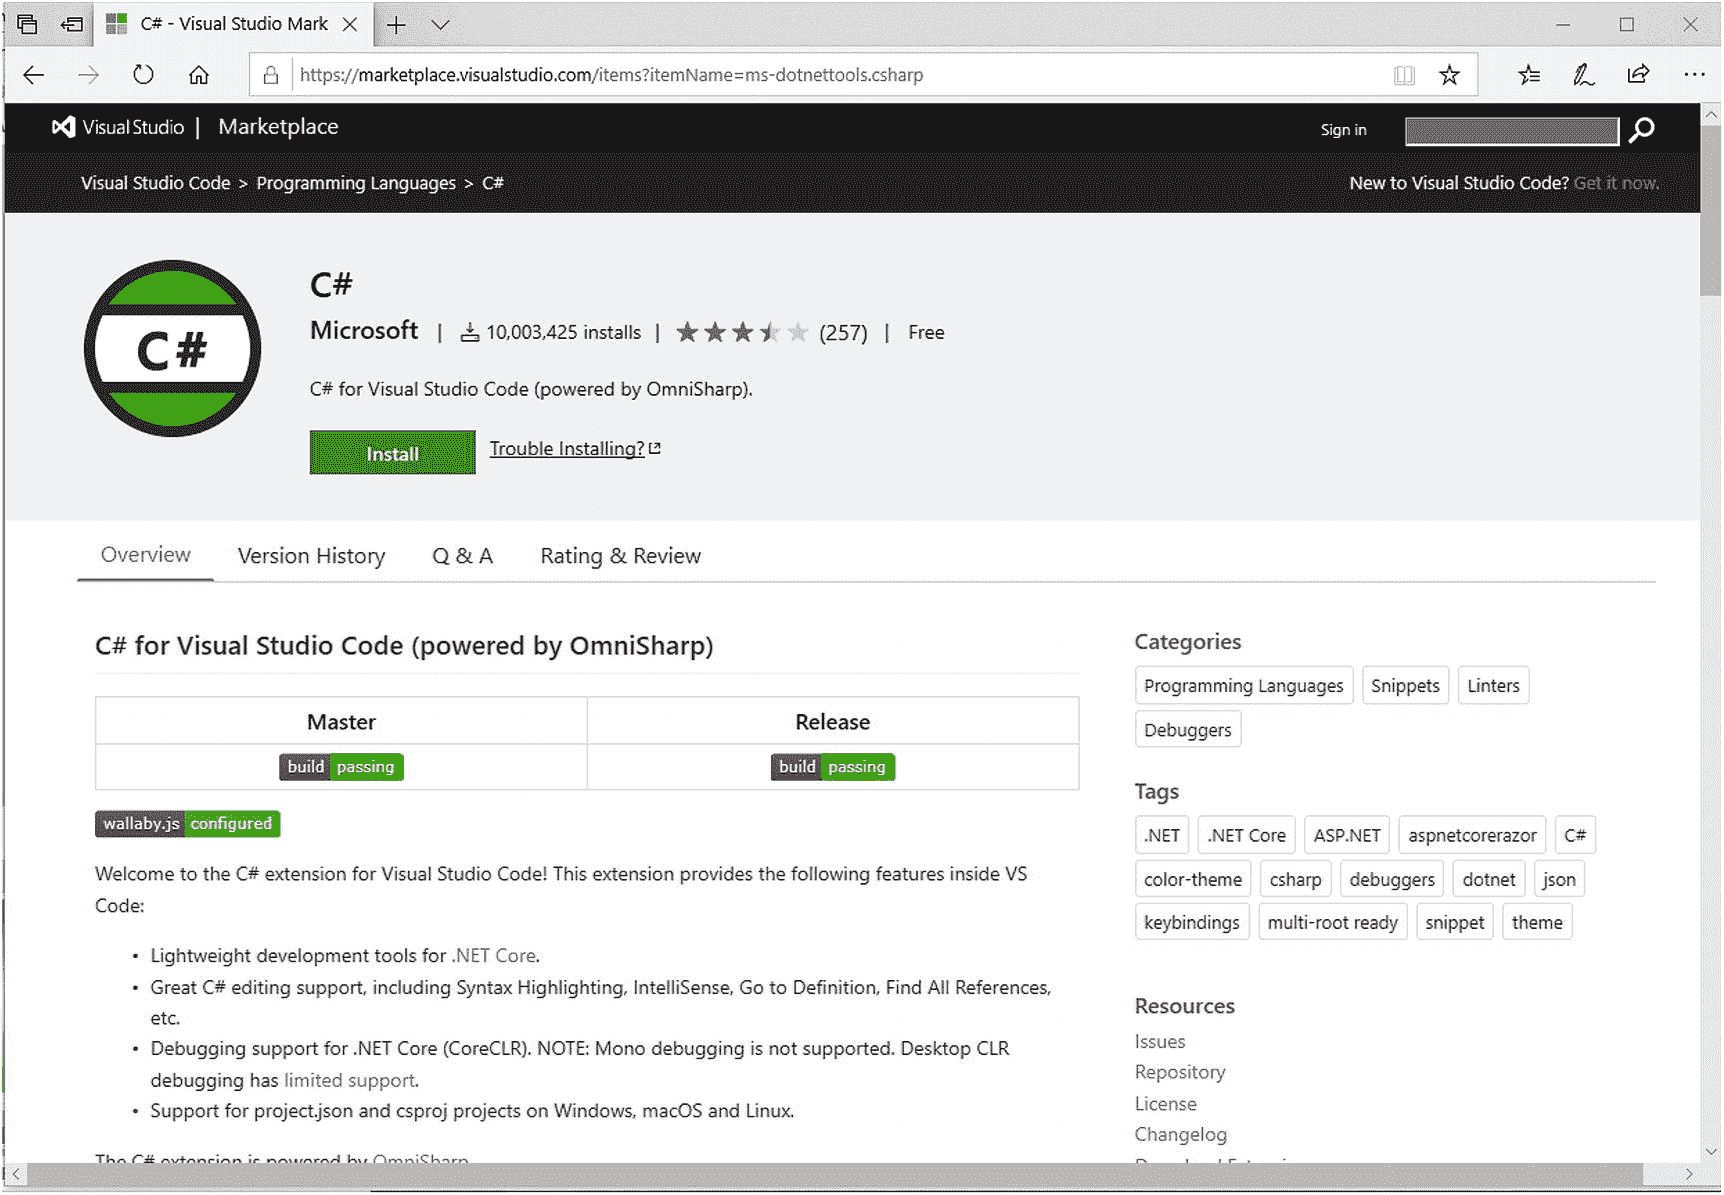 C# - Visual Studio Mark
https://marketplace.visualstudio.com/items?itemName=ms-dotnettools.csharp
Visual Studio | Marketplace
Sign in
Visual Studio Code > Programming Languages > C#
New to Visual Studio Code? Get it now.
C#
C#
Microsoft | 10,003,425 installs | (257) | Free
C# for Visual Studio Code (powered by OmniSharp).
Install
Trouble Installing?
Overview
Version History
Q & A
Rating & Review
C# for Visual Studio Code (powered by OmniSharp)
Master
Release
build passing
build passing
wallaby.js configured
Welcome to the C# extension for Visual Studio Code! This extension provides the following features inside VS
Code:
• Lightweight development tools for .NET Core.
• Great C# editing support, including Syntax Highlighting, IntelliSense, Go to Definition, Find All References,
etc.
• Debugging support for .NET Core (CoreCLR). NOTE: Mono debugging is not supported. Desktop CLR
debugging has limited support.
• Support for project.json and csproj projects on Windows, macOS and Linux.
The C# extension is powered by OmniSharp
Categories
Programming Languages
Snippets
Linters
Debuggers
Tags
.NET
.NET Core
ASP.NET
aspnetcorerazor
C#
color-theme
csharp
debuggers
dotnet
json
keybindings
multi-root ready
snippet
theme
Resources
Issues
Repository
License
Changelog